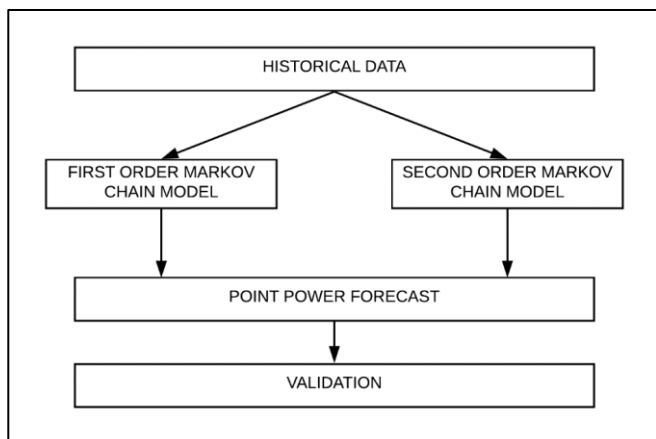 HISTORICAL DATA
FIRST ORDER MARKOV
CHAIN MODEL
SECOND ORDER MARKOV
CHAIN MODEL
POINT POWER FORECAST
VALIDATION